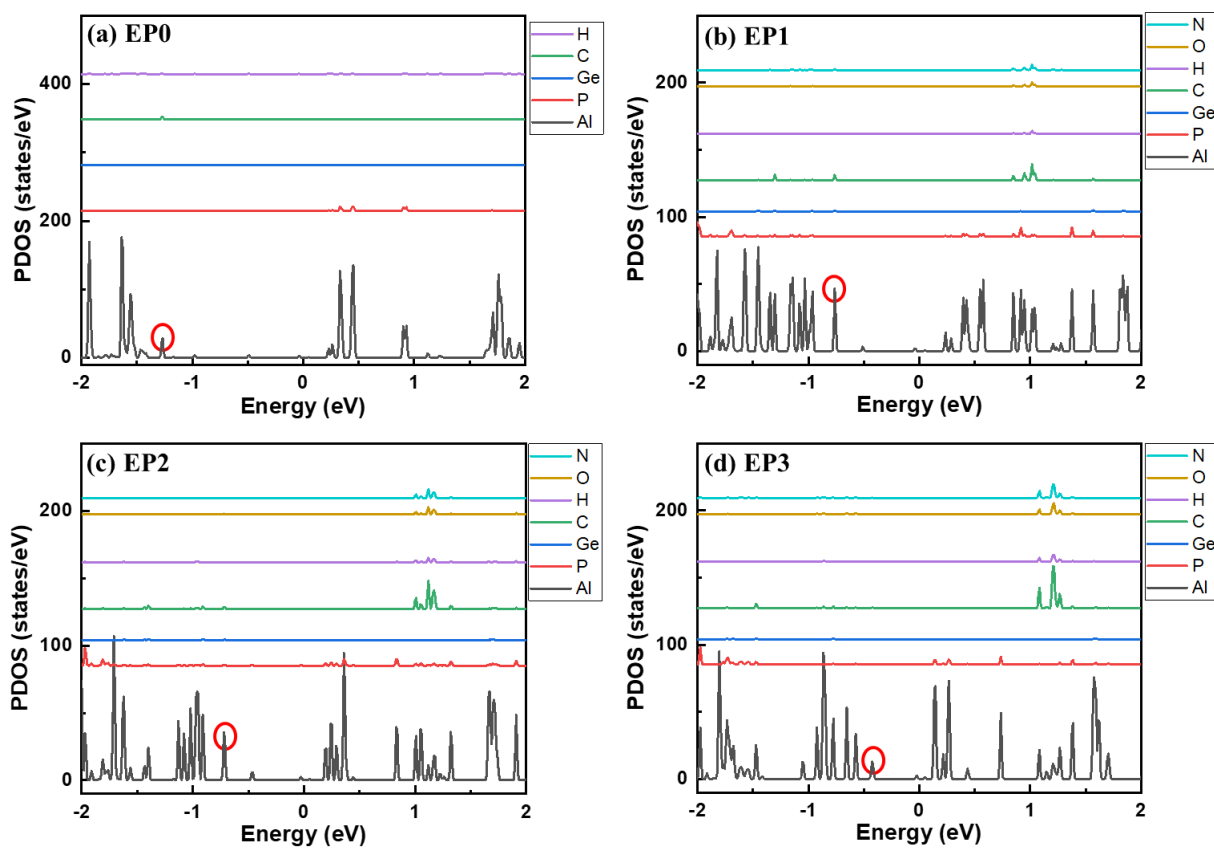 (a) EP0
H
C
Ge
P
Al
PDOS (states/eV)
400
200
0
-2
-1
0
1
2
Energy (eV)
(b) EP1
N
O
H
C
Ge
P
Al
PDOS (states/eV)
200
100
0
-2
-1
0
1
2
Energy (eV)
(c) EP2
N
O
H
C
Ge
P
Al
PDOS (states/eV)
200
100
0
-2
-1
0
1
2
Energy (eV)
(d) EP3
N
O
H
C
Ge
P
Al
PDOS (states/eV)
200
100
0
-2
-1
0
1
2
Energy (eV)